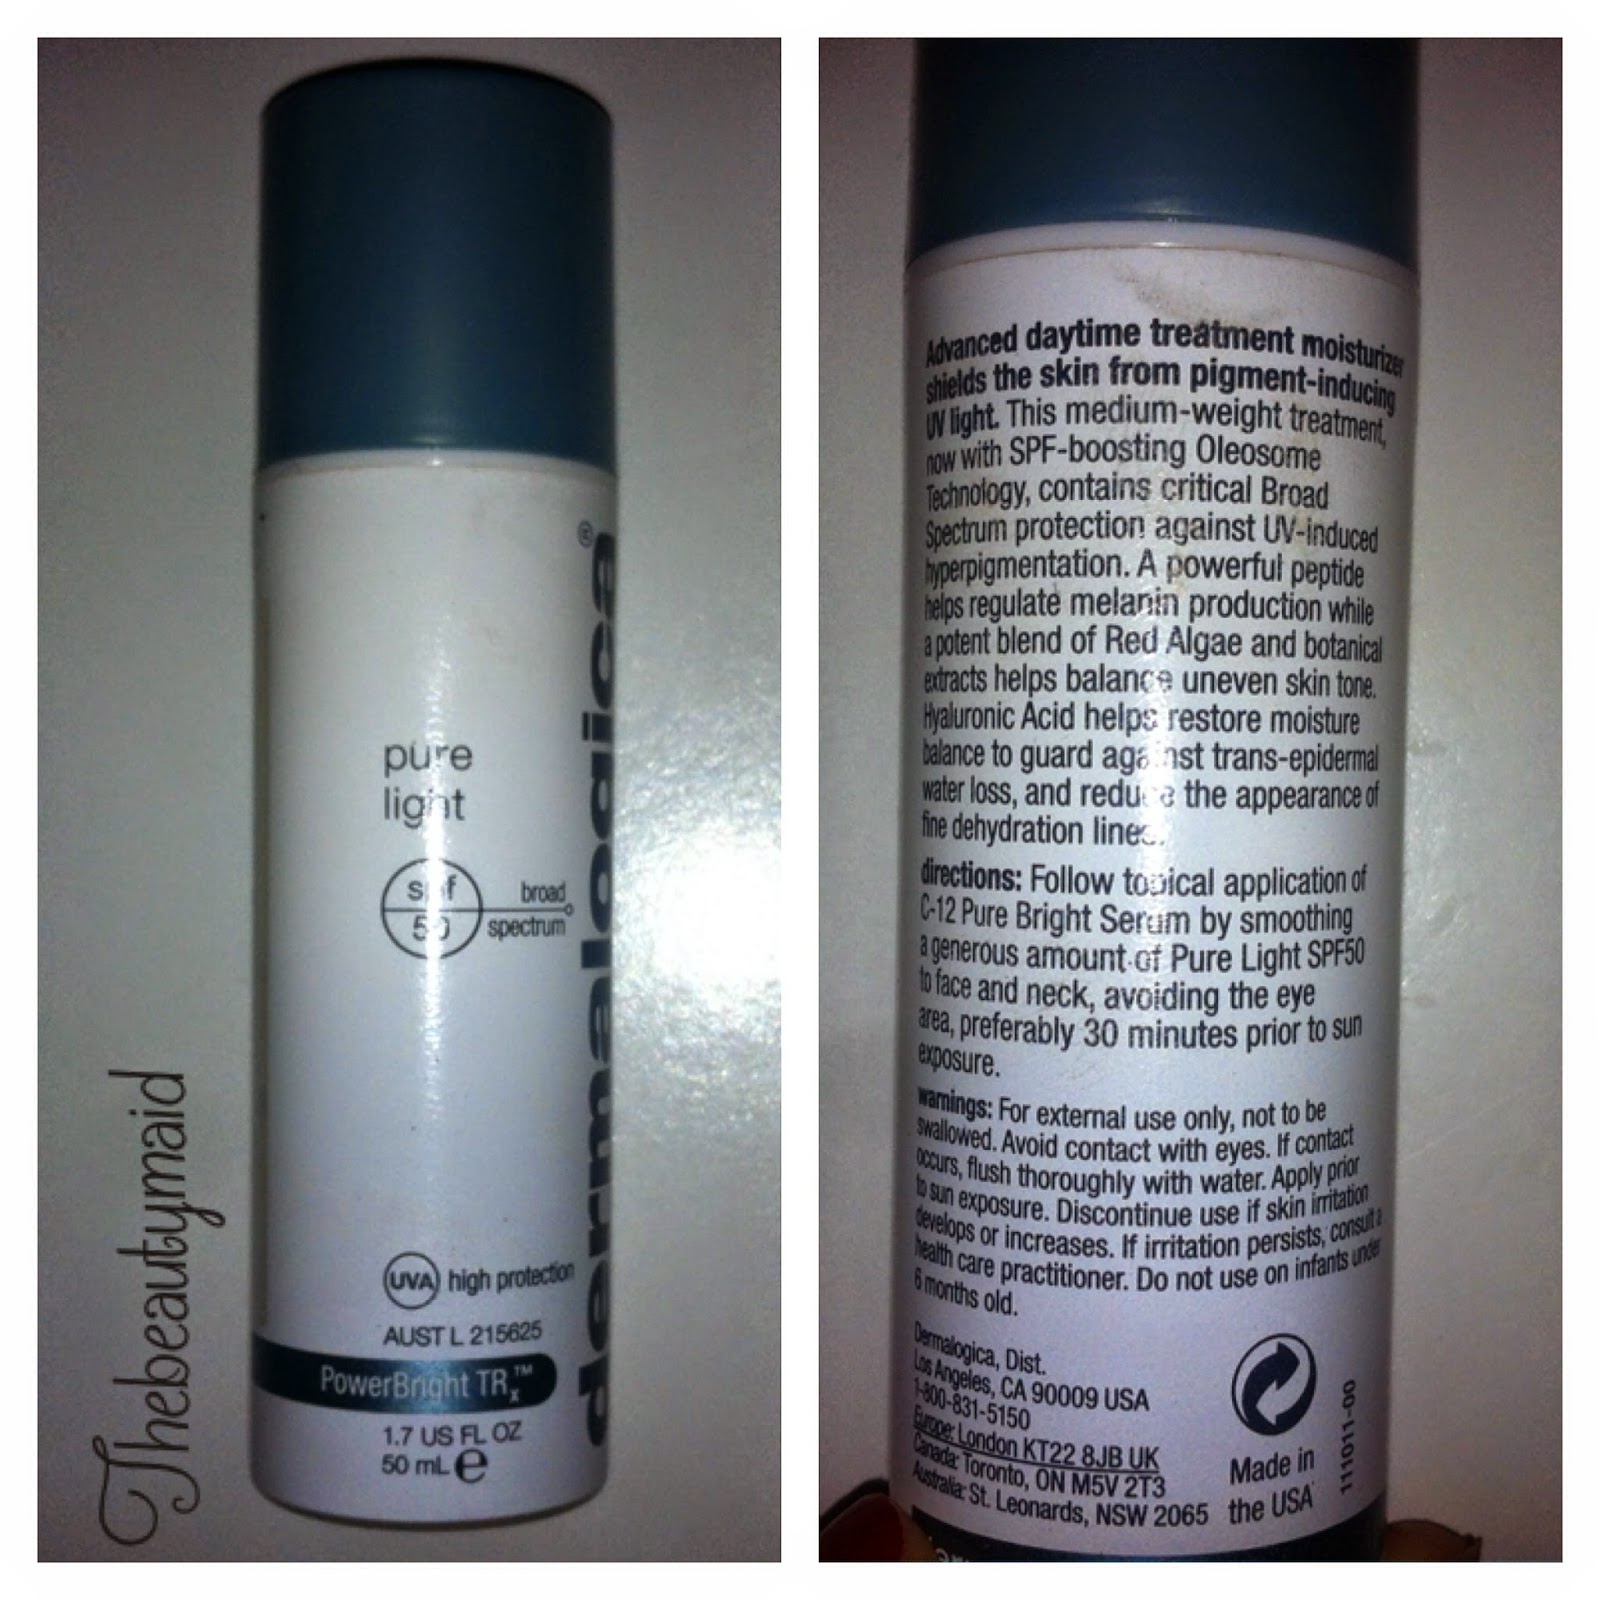 pure
light
spf
50
broad
spectrum
dermalogica®
UVA high protection
AUST L 215625
PowerBright TRx™
1.7 US FL OZ
50 mL ℮
Thebeautymaid
Advanced daytime treatment moisturizer
shields the skin from pigment-inducing
UV light. This medium-weight treatment,
now with SPF-boosting Oleosome
Technology, contains critical Broad
Spectrum protection against UV-induced
hyperpigmentation. A powerful peptide
helps regulate melanin production while
a potent blend of Red Algae and botanical
extracts helps balance uneven skin tone.
Hyaluronic Acid helps restore moisture
balance to guard against trans-epidermal
water loss, and reduce the appearance of
fine dehydration lines.
directions: Follow topical application of
C-12 Pure Bright Serum by smoothing
a generous amount of Pure Light SPF50
to face and neck, avoiding the eye
area, preferably 30 minutes prior to sun
exposure.
warnings: For external use only, not to be
swallowed. Avoid contact with eyes. If contact
occurs, flush thoroughly with water. Apply prior
to sun exposure. Discontinue use if skin irritation
develops or increases. If irritation persists, consult a
health care practitioner. Do not use on infants under
6 months old.
Dermalogica, Dist.
Los Angeles, CA 90009 USA
1-800-831-5150
Europe: London KT22 8JB UK
Canada: Toronto, ON M5V 2T3
Australia: St. Leonards, NSW 2065
Made in
the USA
111011-00